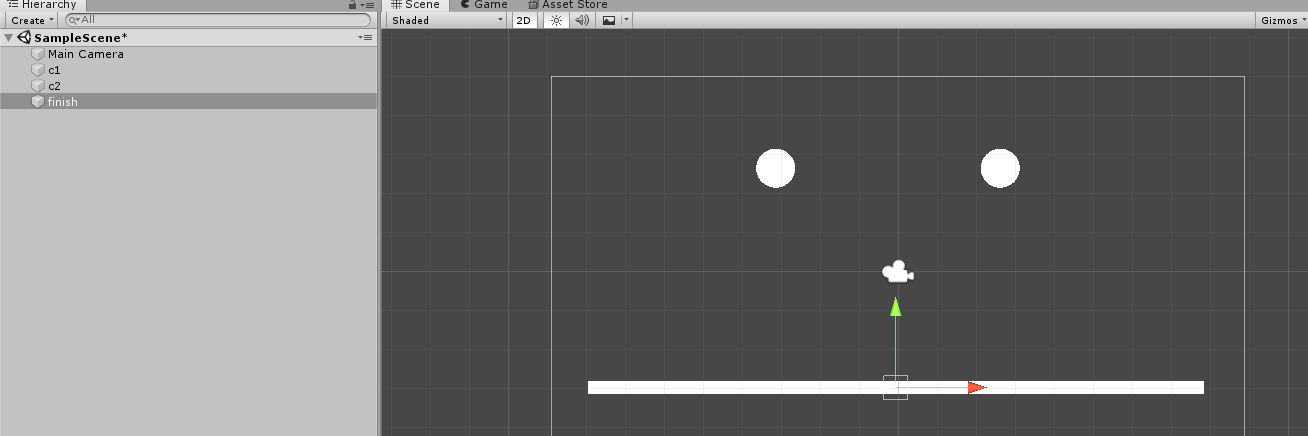 Hierarchy
Create
All
SampleScene*
Main Camera
c1
c2
finish
Scene
Game
Asset Store
Shaded
2D
Gizmos